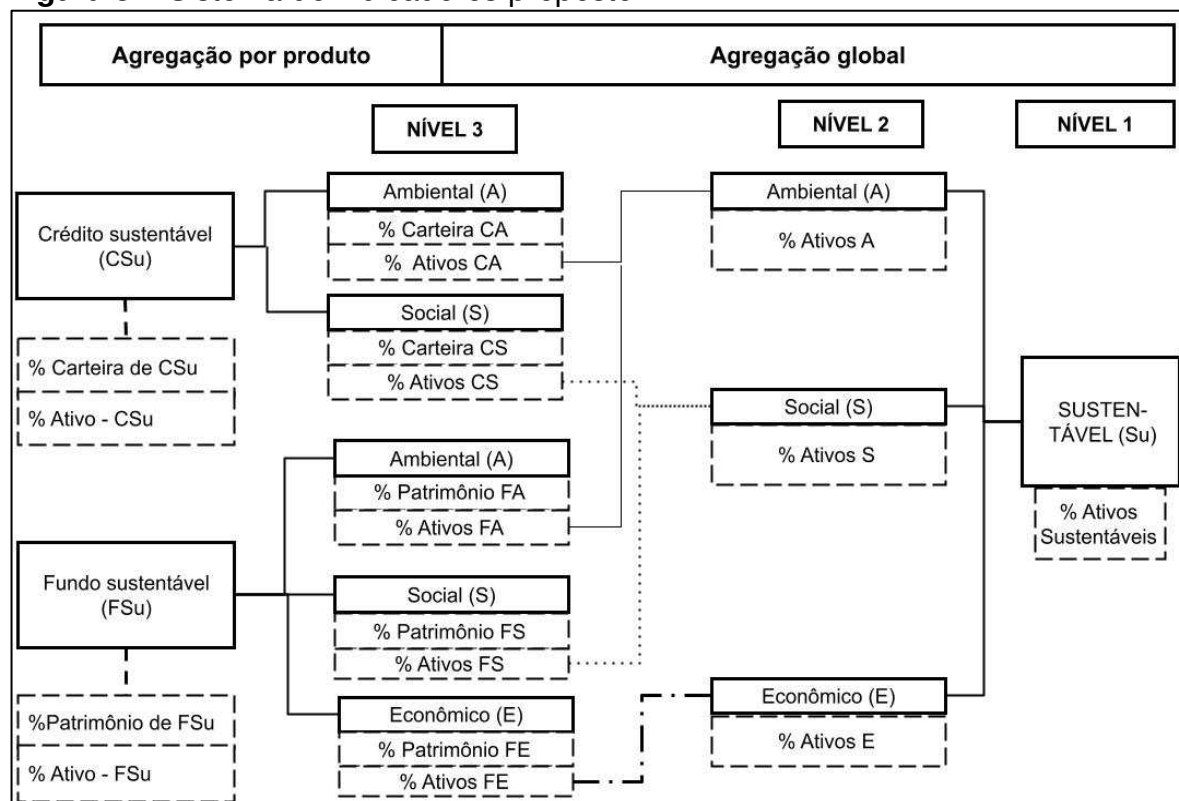 Agregação por produto
Agregação global
NÍVEL 3
NÍVEL 2
NÍVEL 1
Crédito sustentável
(CSu)
% Carteira de CSu
% Ativo - CSu
Ambiental (A)
% Carteira CA
% Ativos CA
Social (S)
% Carteira CS
% Ativos CS
Fundo sustentável
(FSu)
%Patrimônio de FSu
% Ativo - FSu
Ambiental (A)
% Patrimônio FA
% Ativos FA
Social (S)
% Patrimônio FS
% Ativos FS
Econômico (E)
% Patrimônio FE
% Ativos FE
Ambiental (A)
% Ativos A
Social (S)
% Ativos S
Econômico (E)
% Ativos E
SUSTEN-
TÁVEL (Su)
% Ativos
Sustentáveis